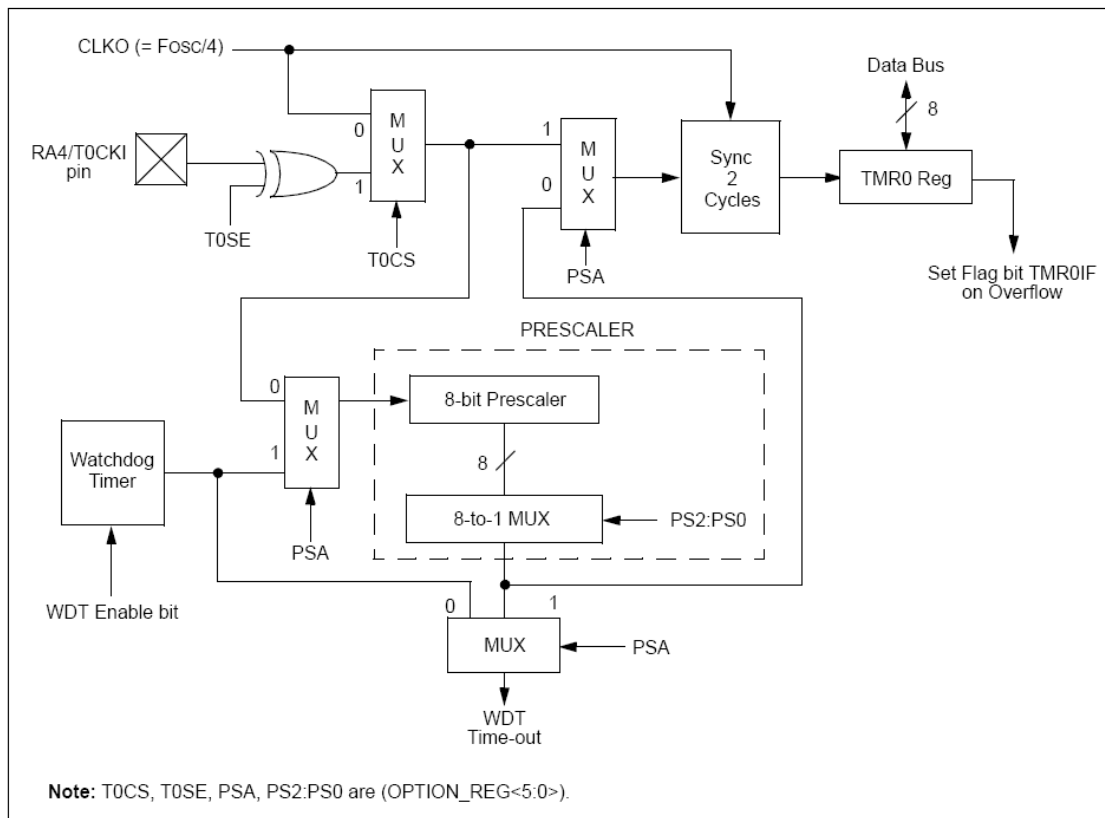 CLKO (= Fosc/4)
Data Bus
8
RA4/T0CKI
pin
0
1
M
U
X
T0SE
T0CS
1
0
M
U
X
PSA
Sync
2
Cycles
TMR0 Reg
Set Flag bit TMR0IF
on Overflow
PRESCALER
0
1
M
U
X
8-bit Prescaler
Watchdog
Timer
8
8-to-1 MUX
PS2:PS0
PSA
WDT Enable bit
0
1
MUX
PSA
WDT
Time-out
Note: T0CS, T0SE, PSA, PS2:PS0 are (OPTION_REG<5:0>).